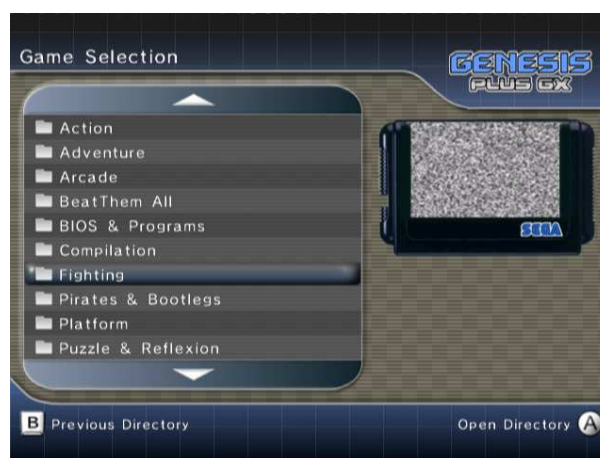 Game Selection
GENESIS
PLUS GX
Action
Adventure
Arcade
BeatThem All
BIOS & Programs
Compilation
Fighting
Pirates & Bootlegs
Platform
Puzzle & Reflexion
SEGA
B Previous Directory
Open Directory A